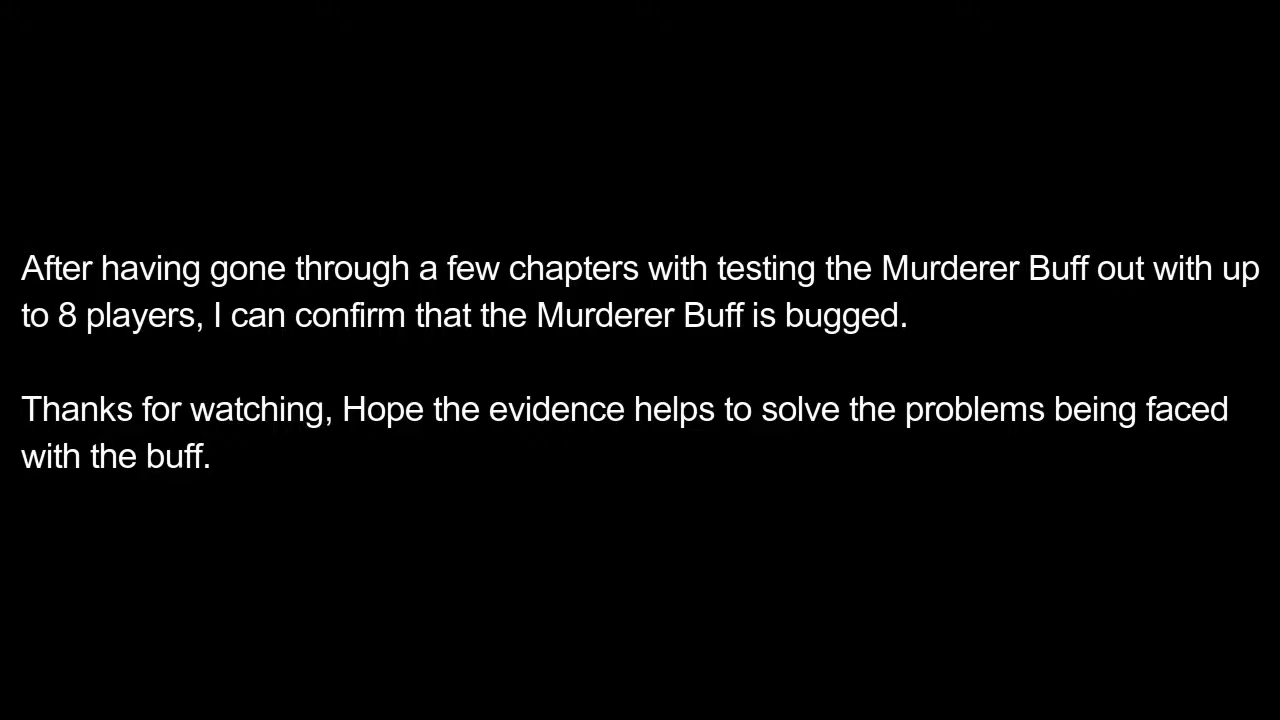 After having gone through a few chapters with testing the Murderer Buff out with up
to 8 players, I can confirm that the Murderer Buff is bugged.
Thanks for watching, Hope the evidence helps to solve the problems being faced
with the buff.